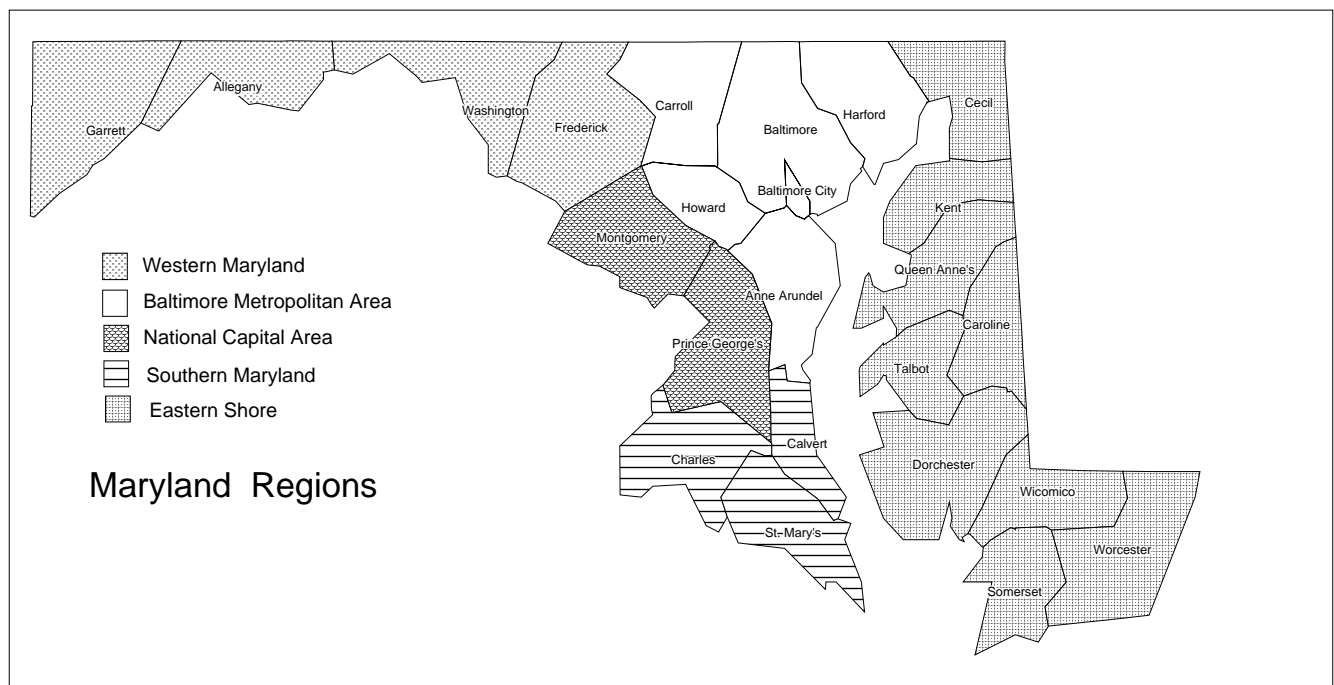 Garrett
Allegany
Washington
Frederick
Carroll
Baltimore
Harford
Cecil
Baltimore City
Howard
Kent
Montgomery
Anne Arundel
Queen Anne's
Prince George's
Caroline
Talbot
Charles
Calvert
Dorchester
St. Mary's
Wicomico
Worcester
Somerset
Western Maryland
Baltimore Metropolitan Area
National Capital Area
Southern Maryland
Eastern Shore
Maryland Regions